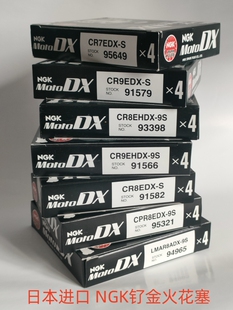 NGK MotoDX
CR7EDX-S
STOCK NO 95649
×4
NGK MotoDX
CR9EDX-S
STOCK NO 91579
×4
NGK MotoDX
CR8EHDX-9S
STOCK NO 93398
×4
NGK MotoDX
CR9EHDX-9S
STOCK NO 91566
×4
NGK MotoDX
CR8EDX-S
STOCK NO 91582
×4
NGK MotoDX
CPR8EDX-9S
STOCK NO 95321
×4
NGK MotoDX
LMAR8ADX-9S
STOCK NO 94965
×4
日本进口 NGK钌金火花塞